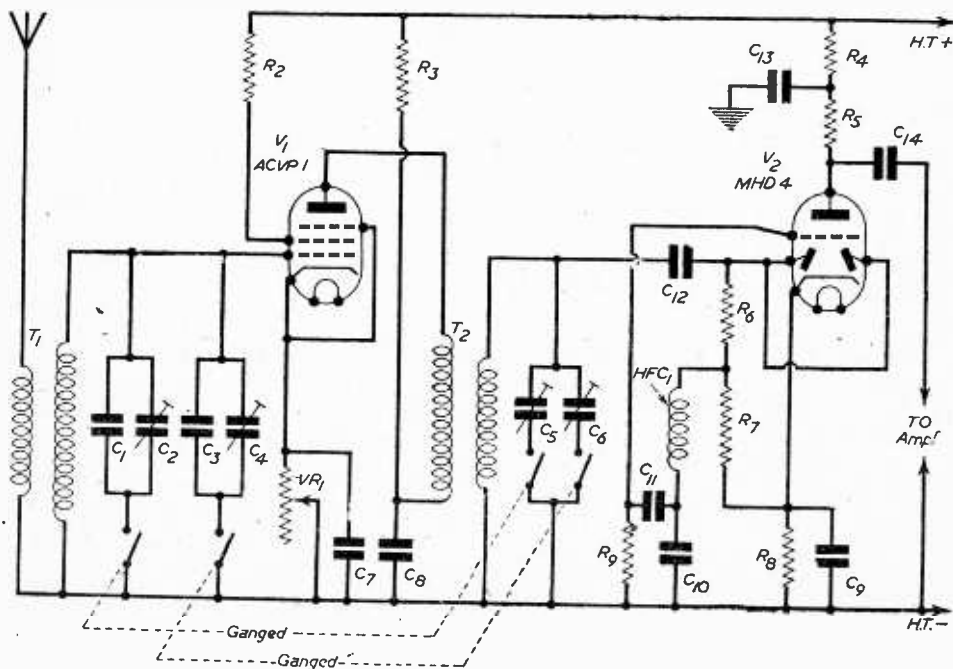 H.T+
R2
R3
R4
C13
R5
C14
V1
ACVP1
V2
MHD4
C12
T1
T2
R6
HFC1
R7
C1
C2
C3
C4
C5
C6
VR1
C11
TO
Ampr
R9
C7
C8
C10
R8
C9
Ganged
Ganged
H.T.-